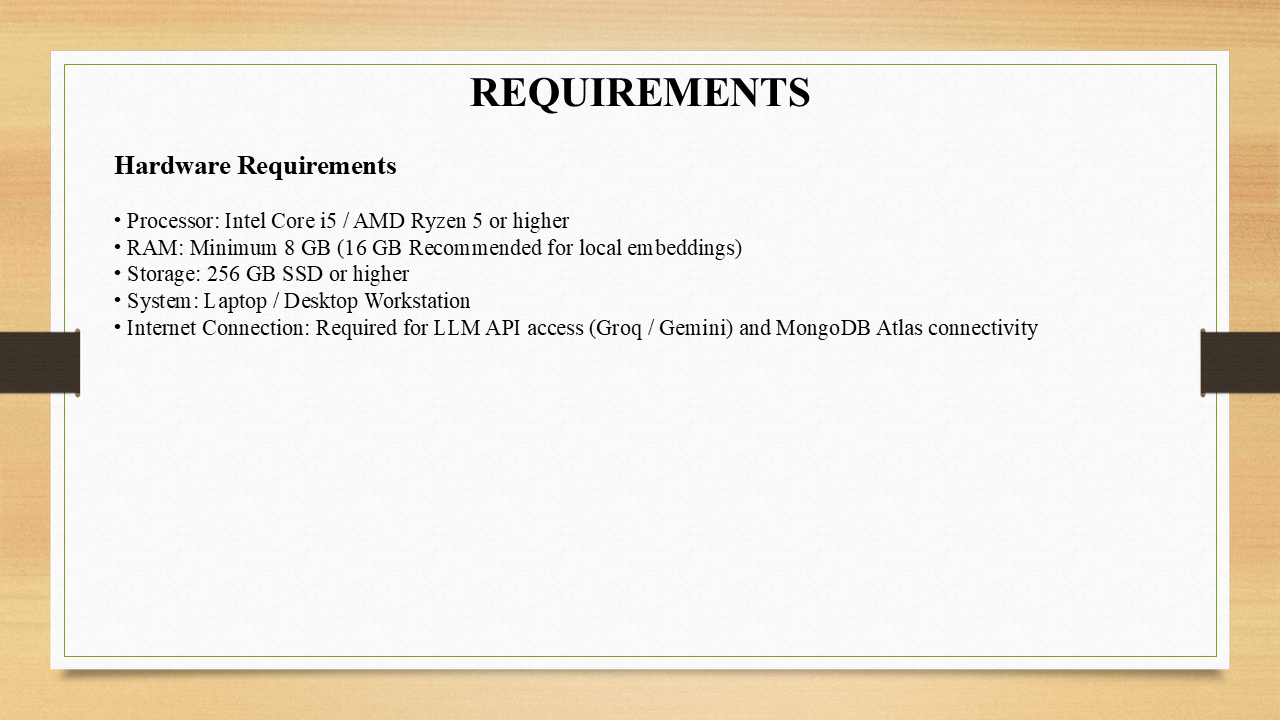 REQUIREMENTS
Hardware Requirements
• Processor: Intel Core i5 / AMD Ryzen 5 or higher
• RAM: Minimum 8 GB (16 GB Recommended for local embeddings)
• Storage: 256 GB SSD or higher
• System: Laptop / Desktop Workstation
• Internet Connection: Required for LLM API access (Groq / Gemini) and MongoDB Atlas connectivity